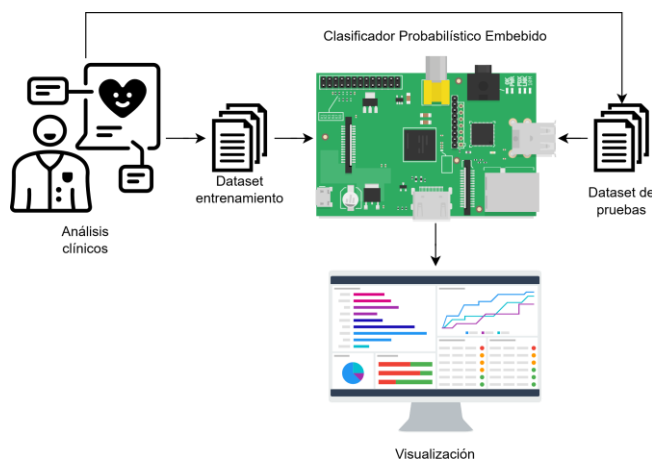 Clasificador Probabilístico Embebido
Dataset
entrenamiento
Dataset de
pruebas
Análisis
clínicos
Visualización